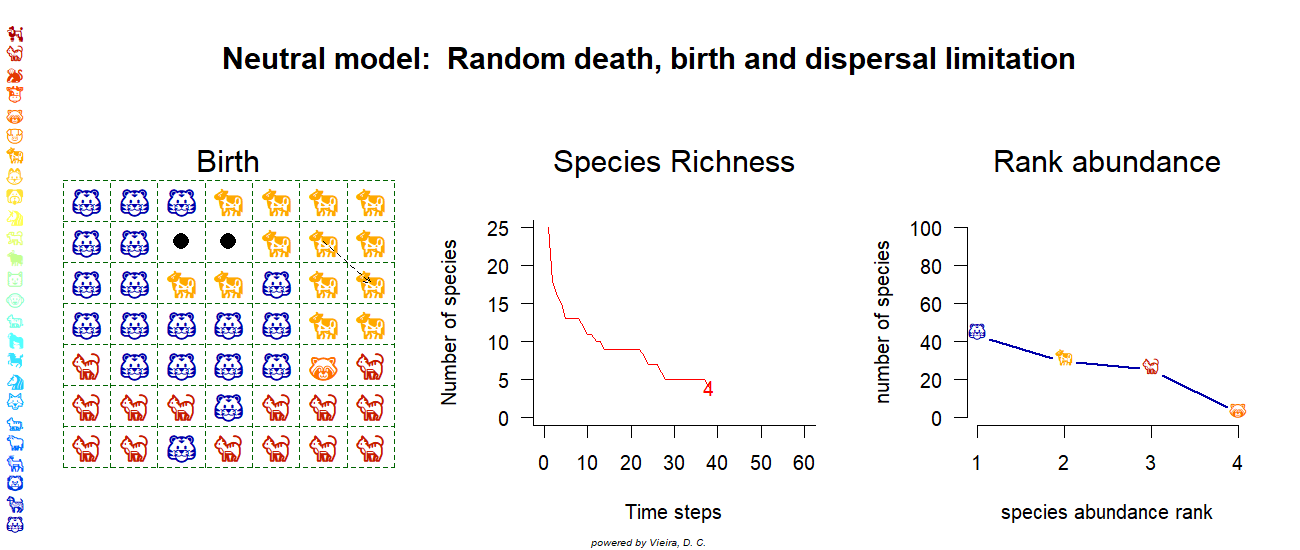 Neutral model:  Random death, birth and dispersal limitation
Birth
Species Richness
Rank abundance
Number of species
25
20
15
10
5
0
4
0 10 20 30 40 50 60
Time steps
number of species
100
80
60
40
20
0
1 2 3 4
species abundance rank
powered by Vieira, D. C.